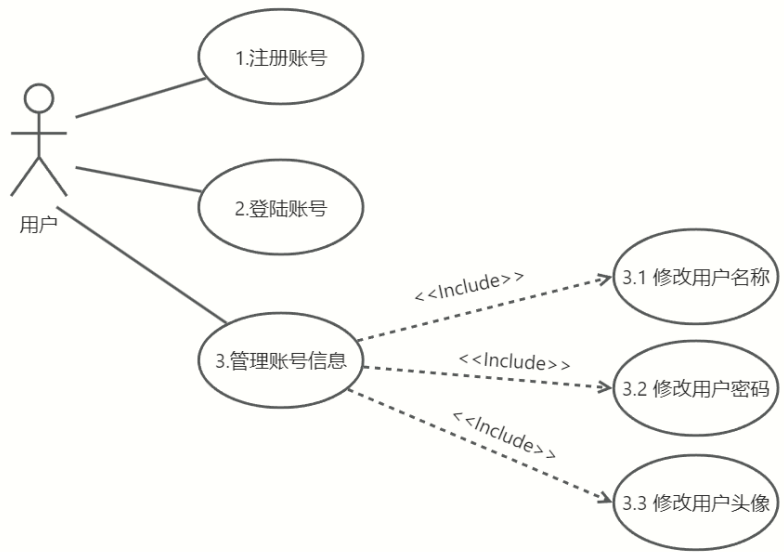 1.注册账号
用户
2.登陆账号
3.管理账号信息
<<Include>>
3.1 修改用户名称
<<Include>>
3.2 修改用户密码
<<Include>>
3.3 修改用户头像